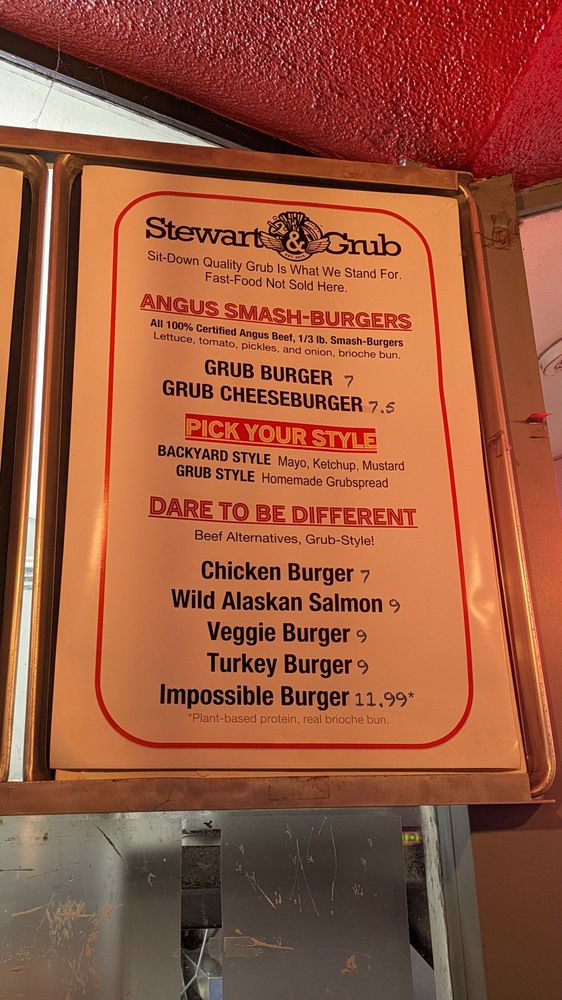 Stewart & Grub
Sit-Down Quality Grub Is What We Stand For.
Fast-Food Not Sold Here.
ANGUS SMASH-BURGERS
All 100% Certified Angus Beef, 1/3 lb. Smash-Burgers
Lettuce, tomato, pickles, and onion, brioche bun.
GRUB BURGER 7
GRUB CHEESEBURGER 7.5
PICK YOUR STYLE
BACKYARD STYLE Mayo, Ketchup, Mustard
GRUB STYLE Homemade Grubspread
DARE TO BE DIFFERENT
Beef Alternatives, Grub-Style!
Chicken Burger 7
Wild Alaskan Salmon 9
Veggie Burger 9
Turkey Burger 9
Impossible Burger 11.99*
*Plant-based protein, real brioche bun.